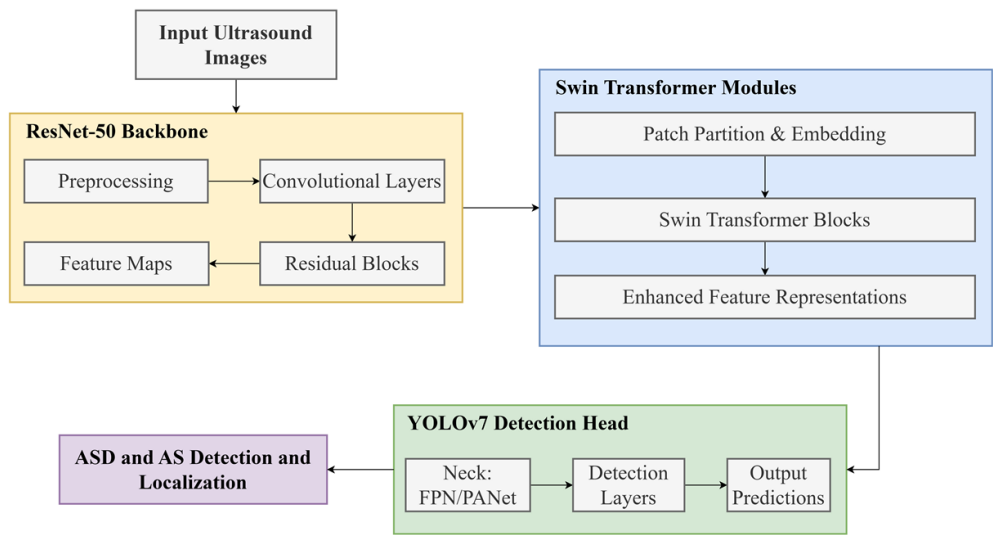 Input Ultrasound
Images
ResNet-50 Backbone
Preprocessing
Convolutional Layers
Feature Maps
Residual Blocks
Swin Transformer Modules
Patch Partition & Embedding
Swin Transformer Blocks
Enhanced Feature Representations
YOLOv7 Detection Head
Neck:
FPN/PANet
Detection
Layers
Output
Predictions
ASD and AS Detection and
Localization